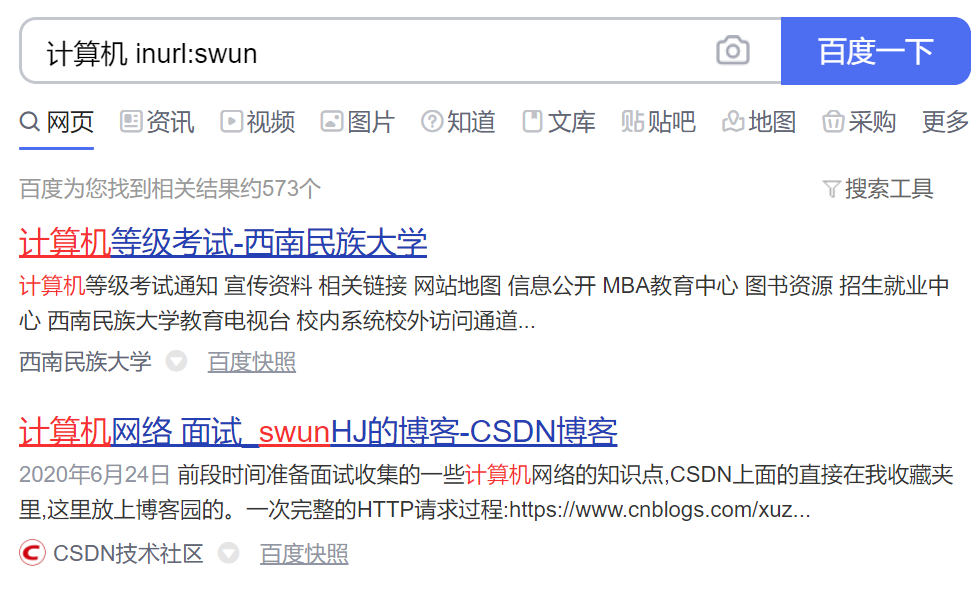 计算机 inurl:swun 百度一下
网页 资讯 视频 图片 知道 文库 贴吧 地图 采购 更多
百度为您找到相关结果约573个 搜索工具
计算机等级考试-西南民族大学
计算机等级考试通知 宣传资料 相关链接 网站地图 信息公开 MBA教育中心 图书资源 招生就业中
心 西南民族大学教育电视台 校内系统校外访问通道...
西南民族大学 百度快照
计算机网络 面试_swunHJ的博客-CSDN博客
2020年6月24日 前段时间准备面试收集的一些计算机网络的知识点,CSDN上面的直接在我收藏夹
里,这里放上博客园的。一次完整的HTTP请求过程:https://www.cnblogs.com/xuz...
CSDN技术社区 百度快照